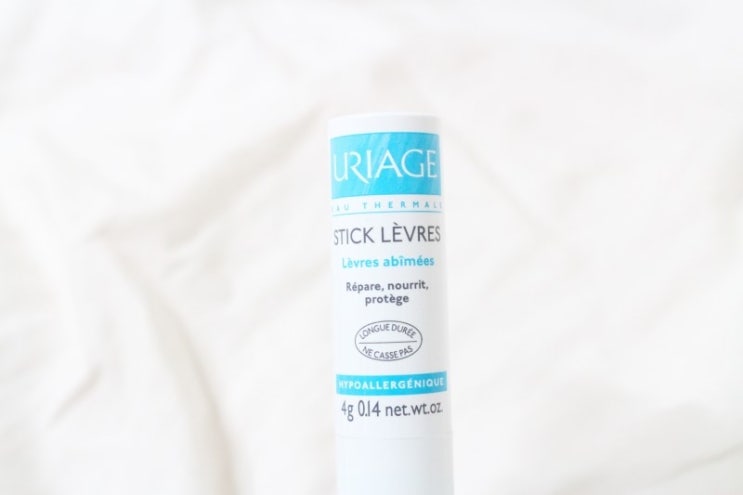 URIAGE
EAU THERMALE
STICK LÈVRES
Lèvres abîmées
Répare, nourrit,
protège
LONGUE DURÉE
NE CASSE PAS
HYPOALLERGÉNIQUE
4g 0.14 net.wt.oz.